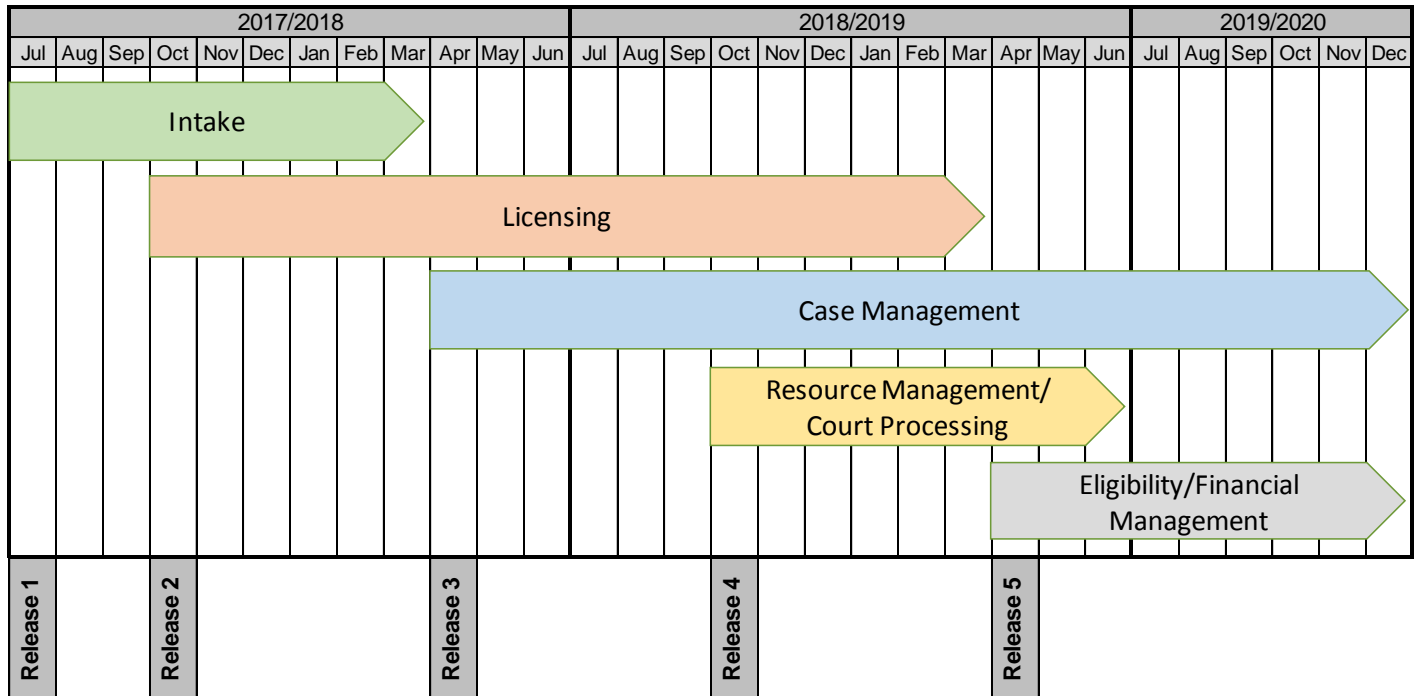 2017/2018 2018/2019 2019/2020
Jul Aug Sep Oct Nov Dec Jan Feb Mar Apr May Jun Jul Aug Sep Oct Nov Dec Jan Feb Mar Apr May Jun Jul Aug Sep Oct Nov Dec
Intake
Licensing
Case Management
Resource Management/
Court Processing
Eligibility/Financial
Management
Release 1
Release 2
Release 3
Release 4
Release 5